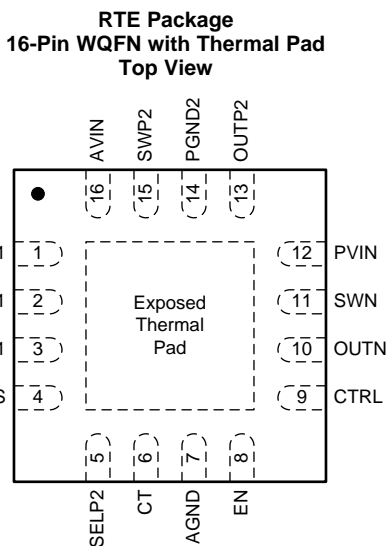 RTE Package
16-Pin WQFN with Thermal Pad
Top View
AVIN
SWP2
PGND2
OUTP2
16
15
14
13
1
12 PVIN
2
11 SWN
3
10 OUTN
4
9 CTRL
Exposed
Thermal
Pad
5
6
7
8
SELP2
CT
AGND
EN